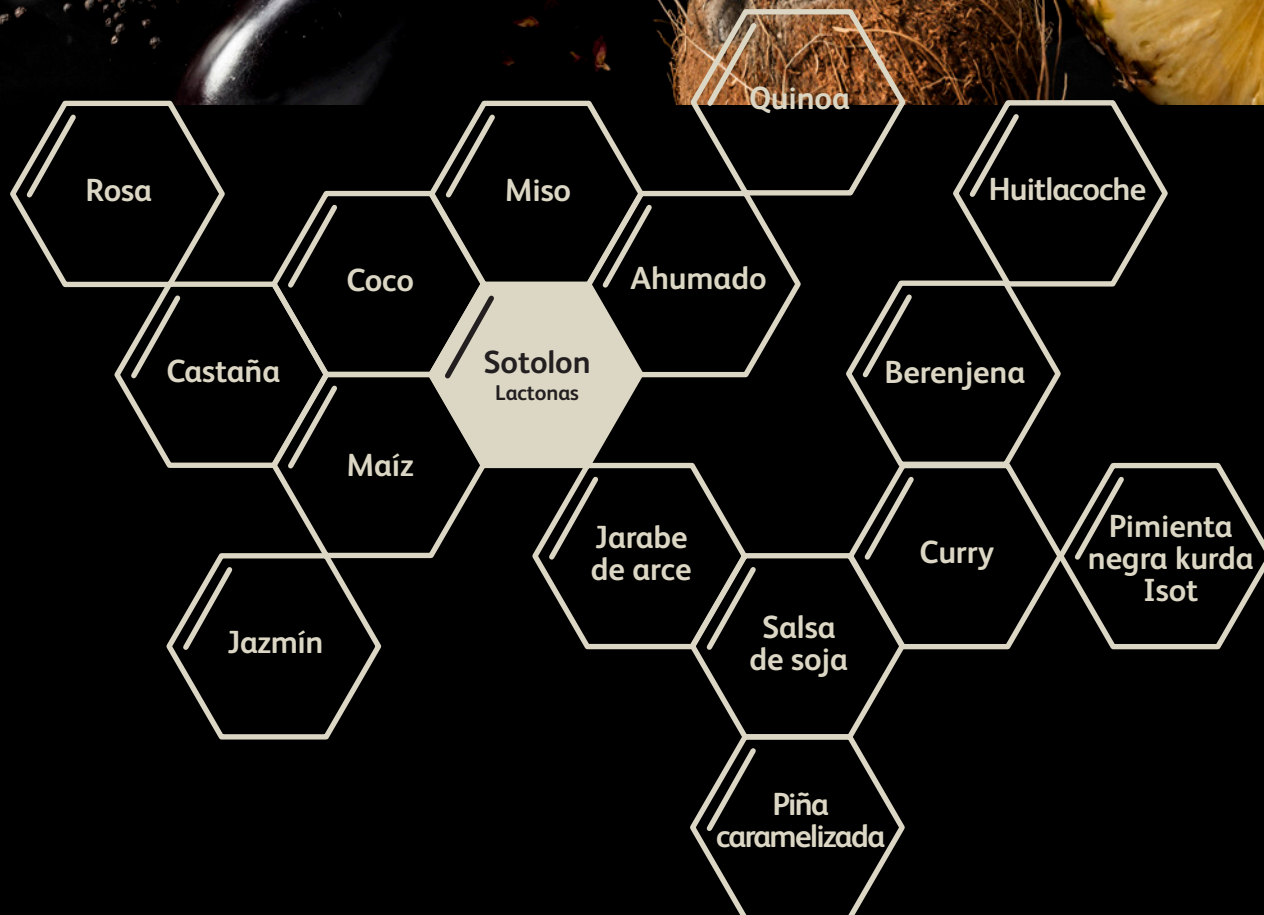 Quinoa
Rosa
Miso
Huitlacoche
Coco
Ahumado
Sotolon
Lactonas
Castaña
Berenjena
Maíz
Jarabe
de arce
Curry
Pimienta
negra kurda
Isot
Jazmín
Salsa
de soja
Piña
caramelizada